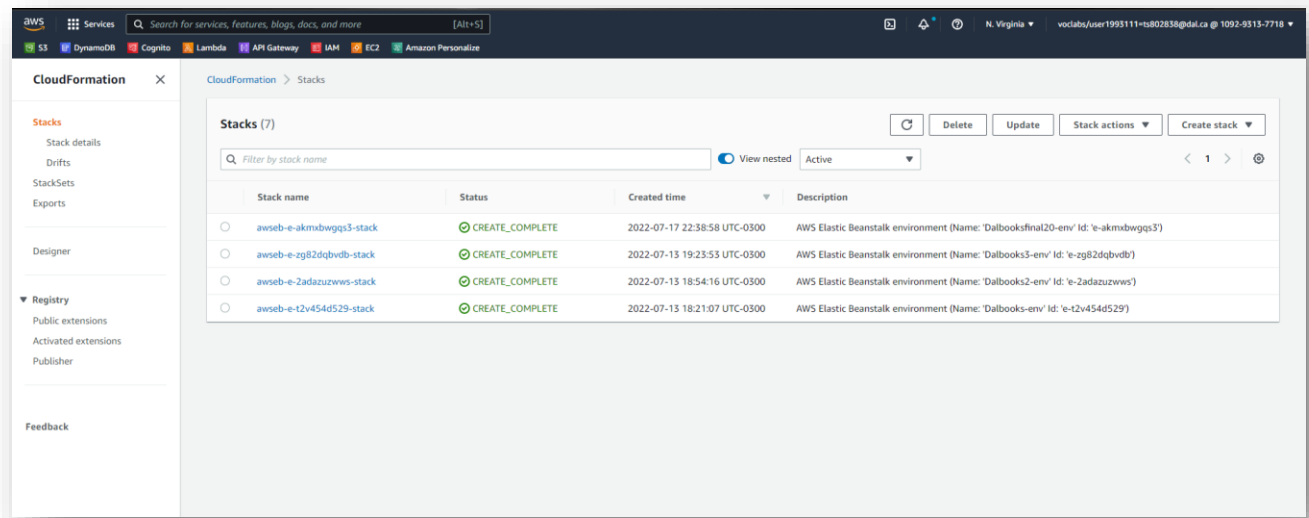 aws Services Search for services, features, blogs, docs, and more [Alt+S] N. Virginia voclabs/user1993111=ts802838@dal.ca @ 1092-9313-7718
S3 DynamoDB Cognito Lambda API Gateway IAM EC2 Amazon Personalize
CloudFormation
CloudFormation > Stacks
Stacks
Stack details
Drifts
StackSets
Exports
Designer
Registry
Public extensions
Activated extensions
Publisher
Feedback
Stacks (7) Delete Update Stack actions Create stack
Filter by stack name View nested Active < 1 >
Stack name Status Created time Description
awseb-e-akmxbwgqs3-stack CREATE_COMPLETE 2022-07-17 22:38:58 UTC-0300 AWS Elastic Beanstalk environment (Name: 'Dalbooksfinal20-env' Id: 'e-akmxbwgqs3')
awseb-e-zg82dqbvdb-stack CREATE_COMPLETE 2022-07-13 19:23:53 UTC-0300 AWS Elastic Beanstalk environment (Name: 'Dalbooks3-env' Id: 'e-zg82dqbvdb')
awseb-e-2adazuzwws-stack CREATE_COMPLETE 2022-07-13 18:54:16 UTC-0300 AWS Elastic Beanstalk environment (Name: 'Dalbooks2-env' Id: 'e-2adazuzwws')
awseb-e-t2v454d529-stack CREATE_COMPLETE 2022-07-13 18:21:07 UTC-0300 AWS Elastic Beanstalk environment (Name: 'Dalbooks-env' Id: 'e-t2v454d529')